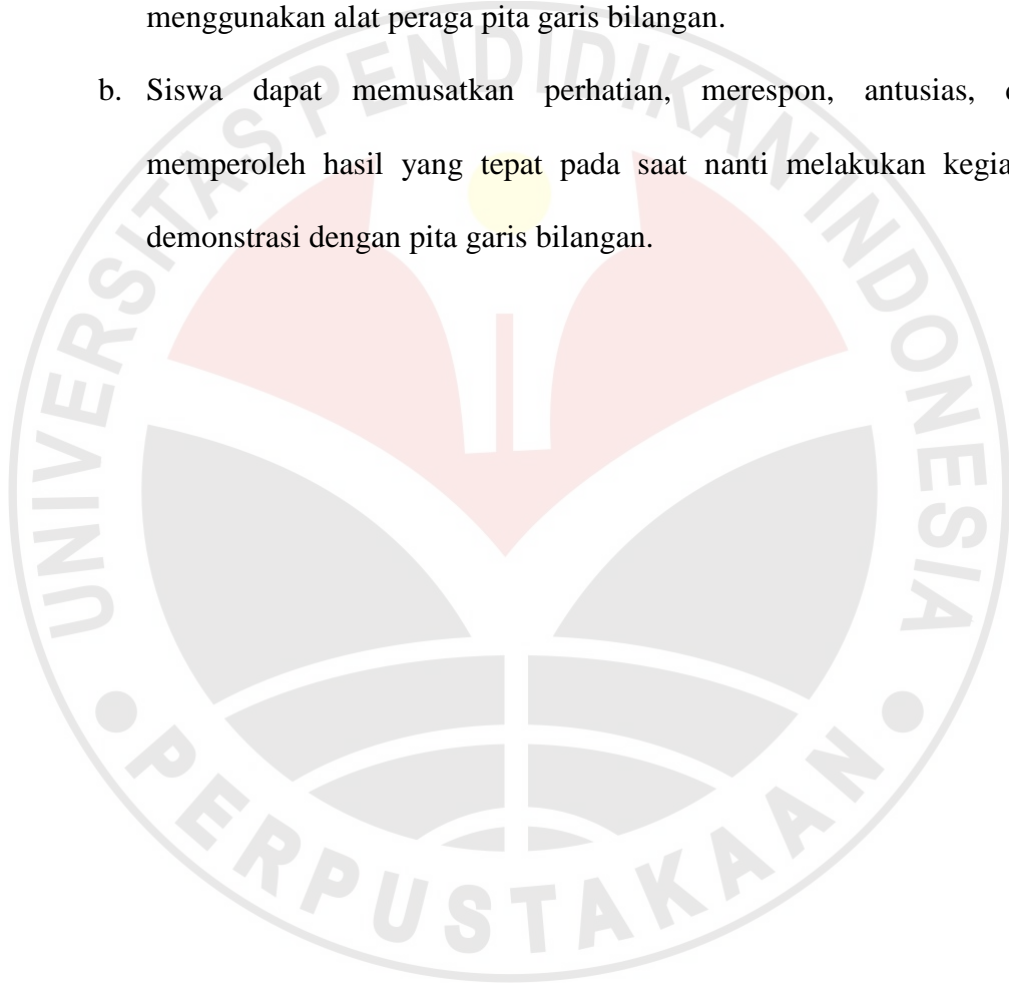 menggunakan alat peraga pita garis bilangan.
b. Siswa dapat memusatkan perhatian, merespon, antusias,
memperoleh hasil yang tepat pada saat nanti melakukan
demonstrasi dengan pita garis bilangan.
UNIVERSITAS PENDIDIKAN INDONESIA
PERPUSTAKAAN